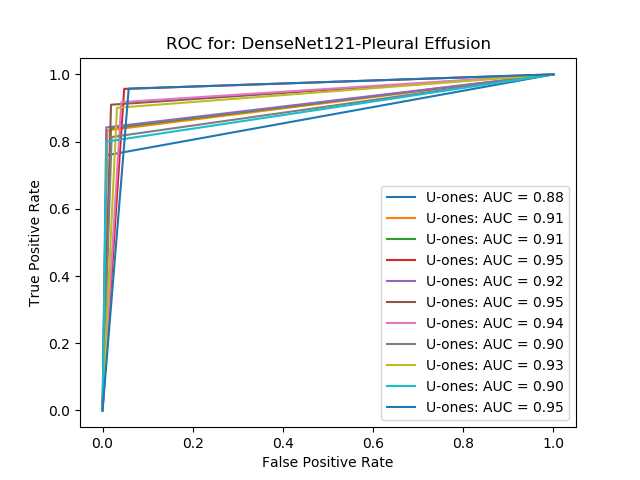 ROC for: DenseNet121-Pleural Effusion
True Positive Rate
1.0
0.8
0.6
0.4
0.2
0.0
U-ones: AUC = 0.88
U-ones: AUC = 0.91
U-ones: AUC = 0.91
U-ones: AUC = 0.95
U-ones: AUC = 0.92
U-ones: AUC = 0.95
U-ones: AUC = 0.94
U-ones: AUC = 0.90
U-ones: AUC = 0.93
U-ones: AUC = 0.90
U-ones: AUC = 0.95
0.0 0.2 0.4 0.6 0.8 1.0
False Positive Rate